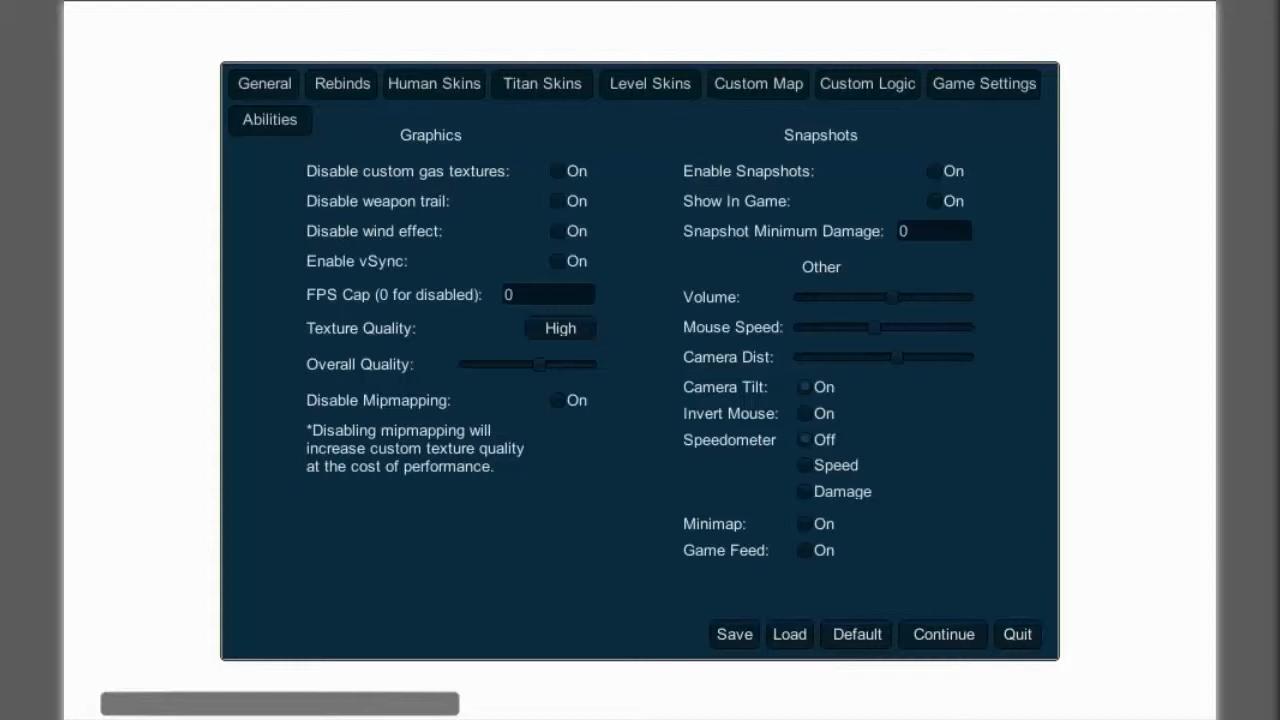 General Rebinds Human Skins Titan Skins Level Skins Custom Map Custom Logic Game Settings
Abilities
Graphics
Disable custom gas textures: On
Disable weapon trail: On
Disable wind effect: On
Enable vSync: On
FPS Cap (0 for disabled): 0
Texture Quality: High
Overall Quality:
Disable Mipmapping: On
*Disabling mipmapping will
increase custom texture quality
at the cost of performance.
Snapshots
Enable Snapshots: On
Show In Game: On
Snapshot Minimum Damage: 0
Other
Volume:
Mouse Speed:
Camera Dist:
Camera Tilt: On
Invert Mouse: On
Speedometer Off
Speed
Damage
Minimap: On
Game Feed: On
Save Load Default Continue Quit